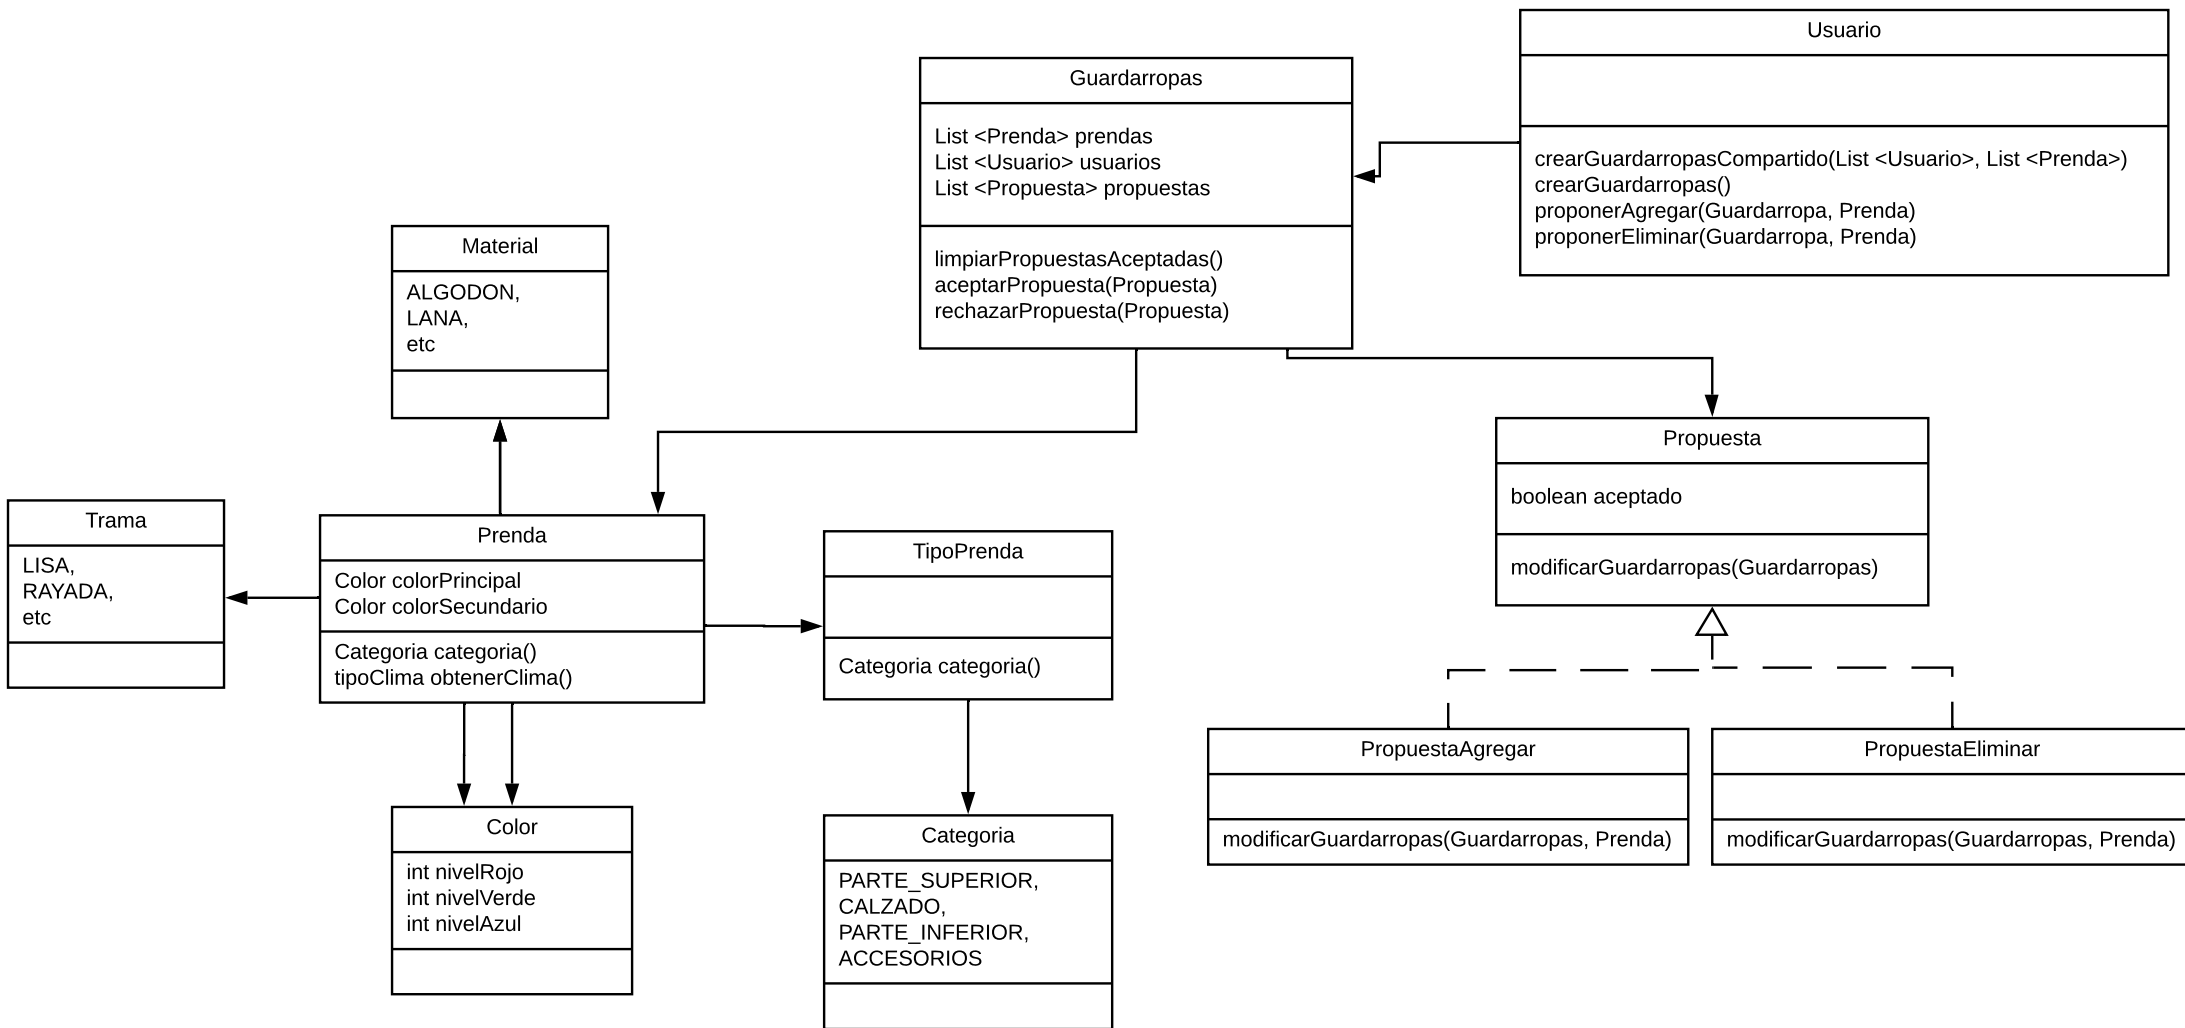 Usuario
crearGuardarropasCompartido(List <Usuario>, List <Prenda>)
crearGuardarropas()
proponerAgregar(Guardarropa, Prenda)
proponerEliminar(Guardarropa, Prenda)
Guardarropas
List <Prenda> prendas
List <Usuario> usuarios
List <Propuesta> propuestas
limpiarPropuestasAceptadas()
aceptarPropuesta(Propuesta)
rechazarPropuesta(Propuesta)
Material
ALGODON,
LANA,
etc
Propuesta
boolean aceptado
modificarGuardarropas(Guardarropas)
Trama
LISA,
RAYADA,
etc
Prenda
Color colorPrincipal
Color colorSecundario
Categoria categoria()
tipoClima obtenerClima()
TipoPrenda
Categoria categoria()
PropuestaAgregar
modificarGuardarropas(Guardarropas, Prenda)
PropuestaEliminar
modificarGuardarropas(Guardarropas, Prenda)
Color
int nivelRojo
int nivelVerde
int nivelAzul
Categoria
PARTE_SUPERIOR,
CALZADO,
PARTE_INFERIOR,
ACCESORIOS